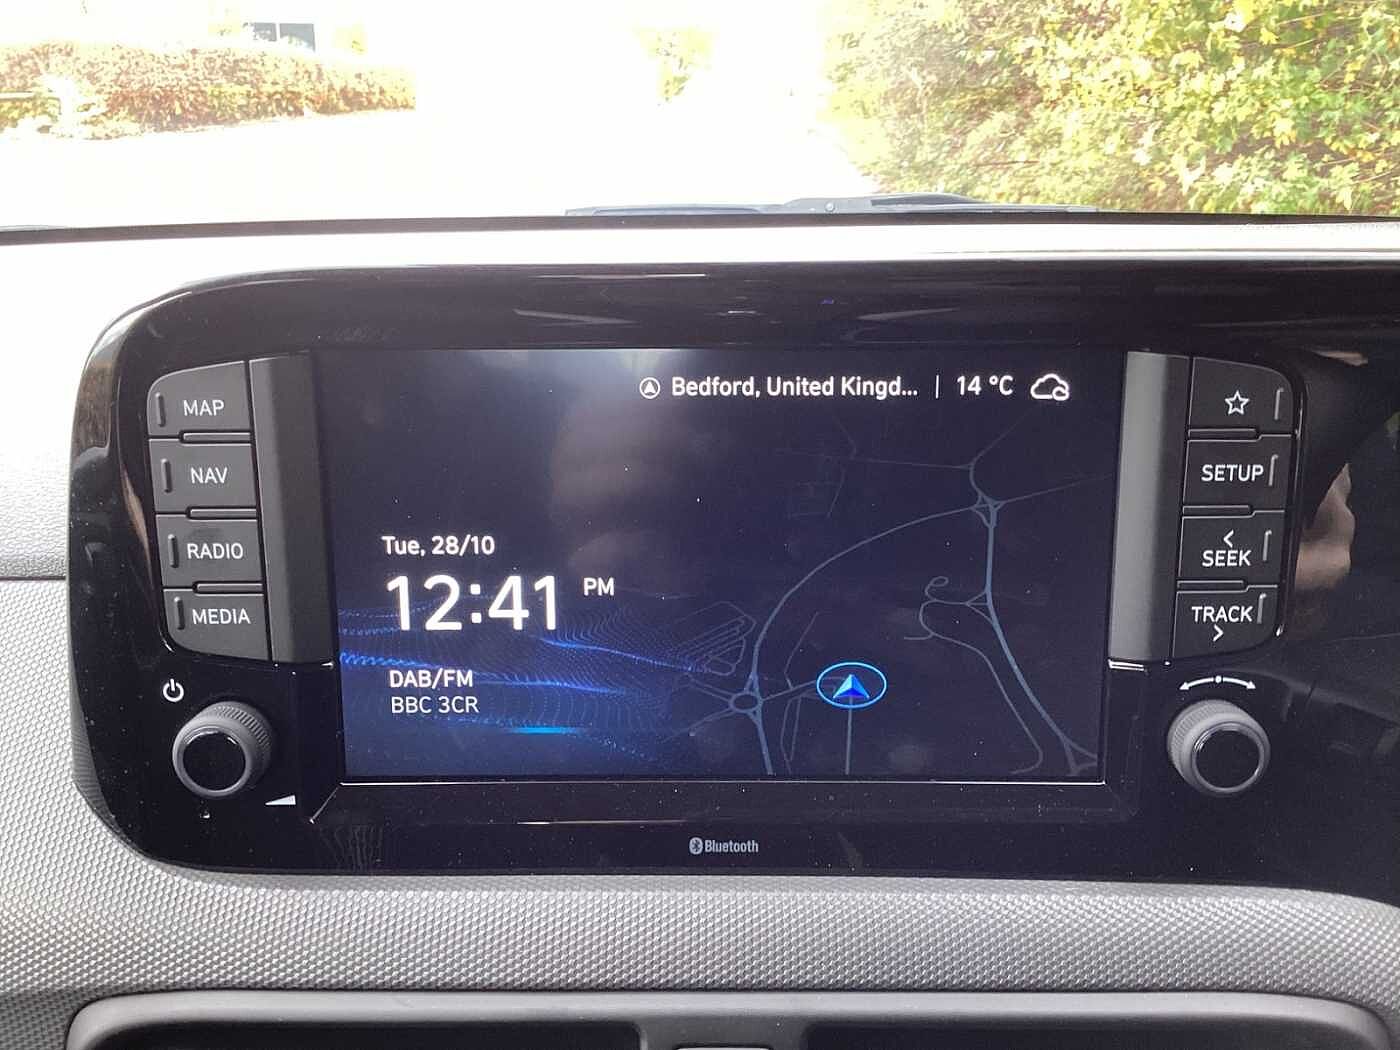 Bedford, United Kingd... | 14 °C
MAP
NAV
RADIO
MEDIA
Tue, 28/10
12:41 PM
DAB/FM
BBC 3CR
SETUP
< SEEK
TRACK >
Bluetooth